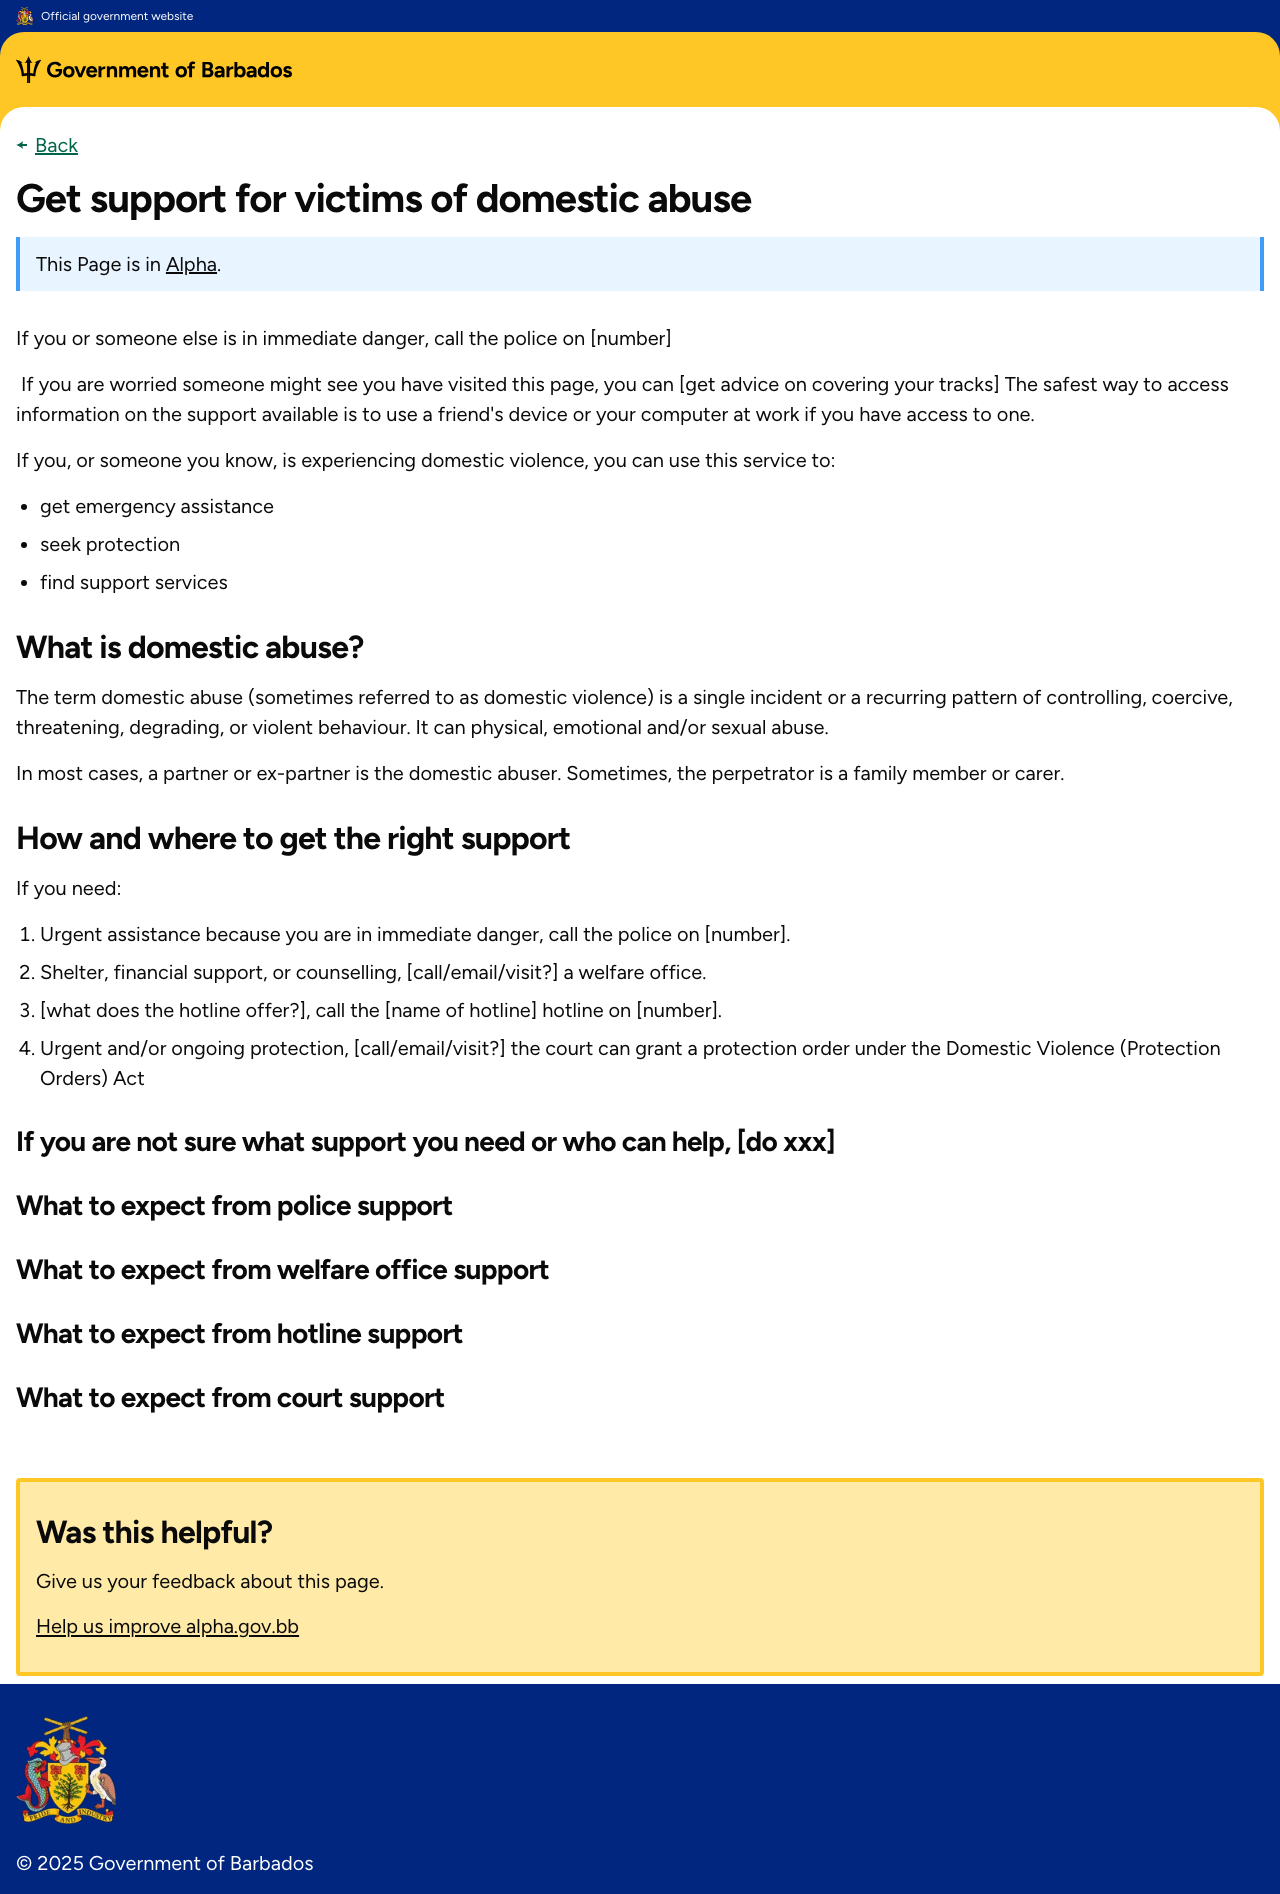 Official government website
Government of Barbados
Back
Get support for victims of domestic abuse
This Page is in Alpha.
If you or someone else is in immediate danger, call the police on [number]
If you are worried someone might see you have visited this page, you can [get advice on covering your tracks] The safest way to access
information on the support available is to use a friend's device or your computer at work if you have access to one.
If you, or someone you know, is experiencing domestic violence, you can use this service to:
• get emergency assistance
• seek protection
• find support services
What is domestic abuse?
The term domestic abuse (sometimes referred to as domestic violence) is a single incident or a recurring pattern of controlling, coercive,
threatening, degrading, or violent behaviour. It can physical, emotional and/or sexual abuse.
In most cases, a partner or ex-partner is the domestic abuser. Sometimes, the perpetrator is a family member or carer.
How and where to get the right support
If you need:
1. Urgent assistance because you are in immediate danger, call the police on [number].
2. Shelter, financial support, or counselling, [call/email/visit?] a welfare office.
3. [what does the hotline offer?], call the [name of hotline] hotline on [number].
4. Urgent and/or ongoing protection, [call/email/visit?] the court can grant a protection order under the Domestic Violence (Protection
Orders) Act
If you are not sure what support you need or who can help, [do xxx]
What to expect from police support
What to expect from welfare office support
What to expect from hotline support
What to expect from court support
Was this helpful?
Give us your feedback about this page.
Help us improve alpha.gov.bb
PRIDE AND INDUSTRY
© 2025 Government of Barbados